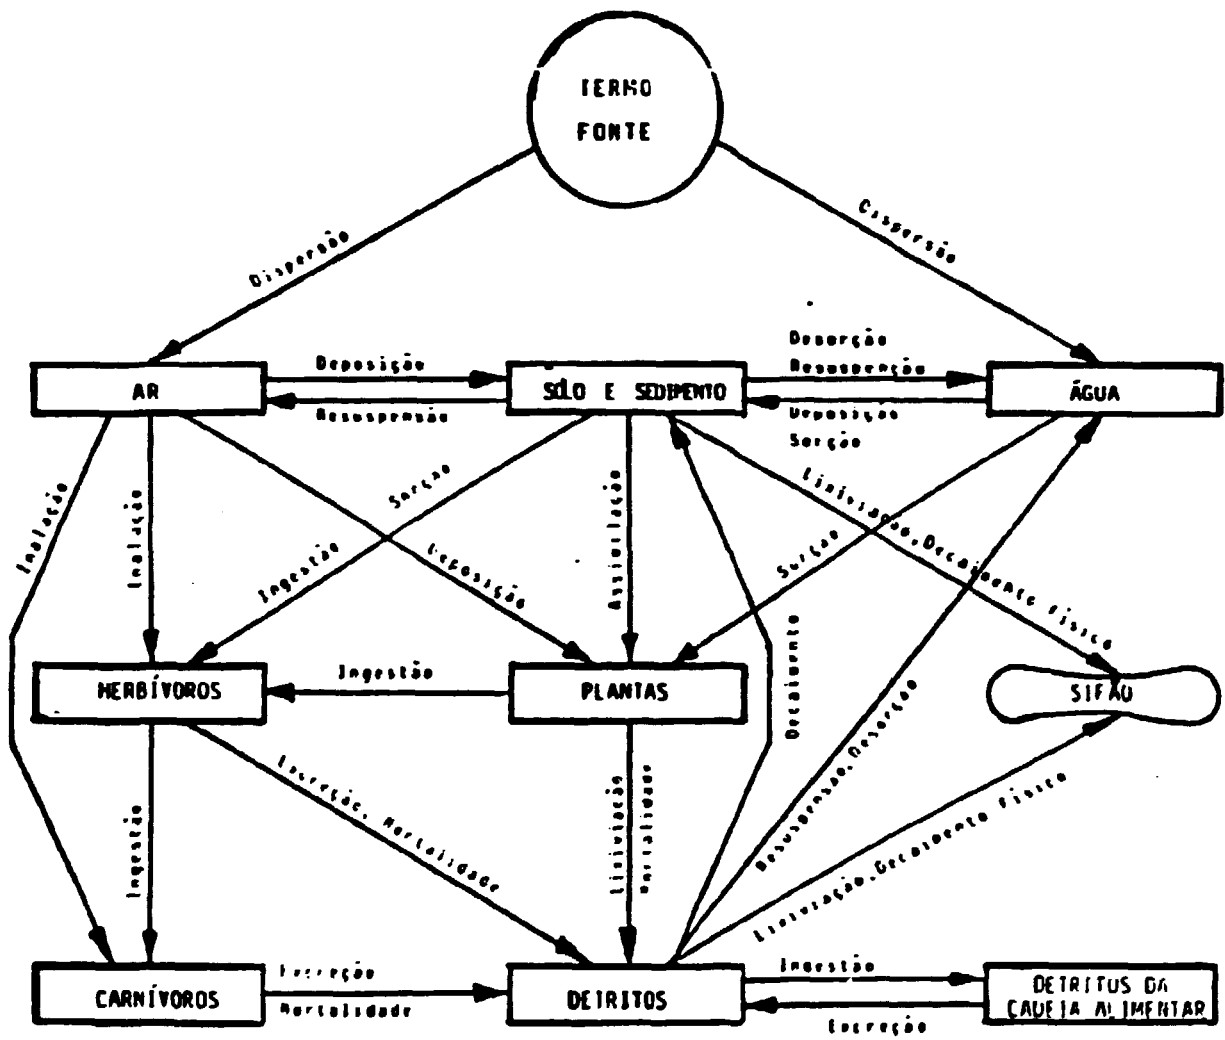 TERMO
FONTE
Dispersão
Dispersão
Desorção
Deposição
Resuspenção
AR
SÓLO E SEDIMENTO
ÁGUA
Resuspensão
Deposição
Sorção
Inalação
Inalação
Sorção
Ingestão
Deposição
Assimilação
Sorção
Lixiviação, Decaimento Físico
Decaimento
HERBÍVOROS
Ingestão
PLANTAS
SIFÃO
Ingestão
Excreção, Mortalidade
Lixiviação
Mortalidade
Resuspensão, Desorção
Lixiviação, Decaimento Físico
CARNÍVOROS
Excreção
Mortalidade
DETRITOS
Ingestão
Excreção
DETRITUS DA
CADEIA ALIMENTAR